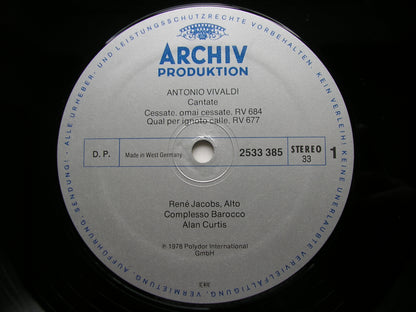 ALLE URHEBER- UND LEISTUNGSSCHUTZRECHTE VORBEHALTEN. KEIN VERLEIH! KEINE UNERLAUBTE VERVIELFÄLTIGUNG, VERMIETUNG, AUFFÜHRUNG, SENDUNG!
ARCHIV
PRODUKTION
ANTONIO VIVALDI
Cantate
Cessate, omai cessate, RV 684
Qual per ignoto calle, RV 677
D. P.
Made in West Germany
2533 385
STEREO
33
1
René Jacobs, Alto
Complesso Barocco
Alan Curtis
℗ 1978 Polydor International
GmbH